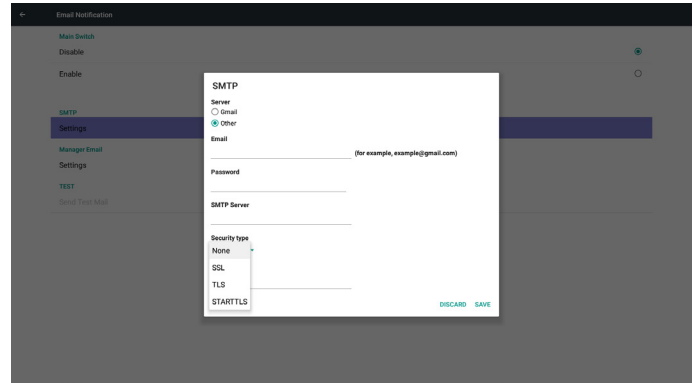 Email Notification
Main Switch
Disable
Enable
SMTP
Settings
Manager Email
Settings
TEST
Send Test Mail
SMTP
Server
Gmail
Other
Email
(for example, example@gmail.com)
Password
SMTP Server
Security type
None
SSL
TLS
STARTTLS
DISCARD SAVE